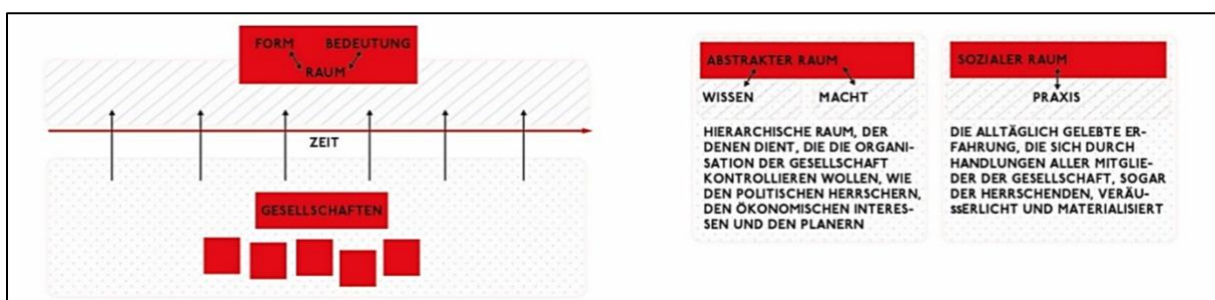 FORM BEDEUTUNG
RAUM
ZEIT
GESELLSCHAFTEN
ABSTRAKTER RAUM
WISSEN MACHT
HIERARCHISCHE RAUM, DER
DENEN DIENT, DIE DIE ORGANI-
SATION DER GESELLSCHAFT
KONTROLLIEREN WOLLEN, WIE
DEN POLITISCHEN HERRSCHERN,
DEN ÖKONOMISCHEN INTERES-
SEN UND DEN PLANERN
SOZIALER RAUM
PRAXIS
DIE ALLTÄGLICH GELEBTE ER-
FAHRUNG, DIE SICH DURCH
HANDLUNGEN ALLER MITGLIE-
DER DER GESELLSCHAFT, SOGAR
DER HERRSCHENDEN, VERÄU-
ssERLICHT UND MATERIALISIERT